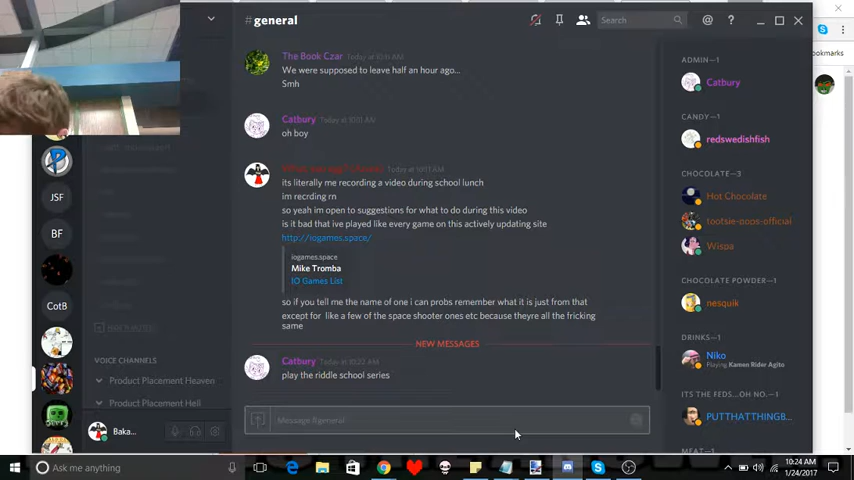 #general
Search
The Book Czar Today at 10:11 AM
We were supposed to leave half an hour ago...
Smh
Catbury Today at 10:11 AM
oh boy
Today at 10:17 AM
its literally me recording a video during school lunch
im recrding rn
so yeah im open to suggestions for what to do during this video
is it bad that ive played like every game on this actively updating site
http://iogames.space/
iogames.space
Mike Tromba
IO Games List
so if you tell me the name of one i can probs remember what it is just from that
except for like a few of the space shooter ones etc because theyre all the fricking
same
NEW MESSAGES
Catbury Today at 10:22 AM
play the riddle school series
Message #general
JSF
BF
CotB
VOICE CHANNELS
Product Placement Heaven
Product Placement Hell
Baka...
ADMIN—1
Catbury
CANDY—1
redswedishfish
CHOCOLATE—3
Hot Chocolate
tootsie-pops-official
Wispa
CHOCOLATE POWDER—1
nesquik
DRINKS—1
Niko
Playing Kamen Rider Agito
ITS THE FEDS...OH NO.—1
PUTTHATTHINGB...
MEAT—1
ookmarks
Ask me anything
10:24 AM
1/24/2017